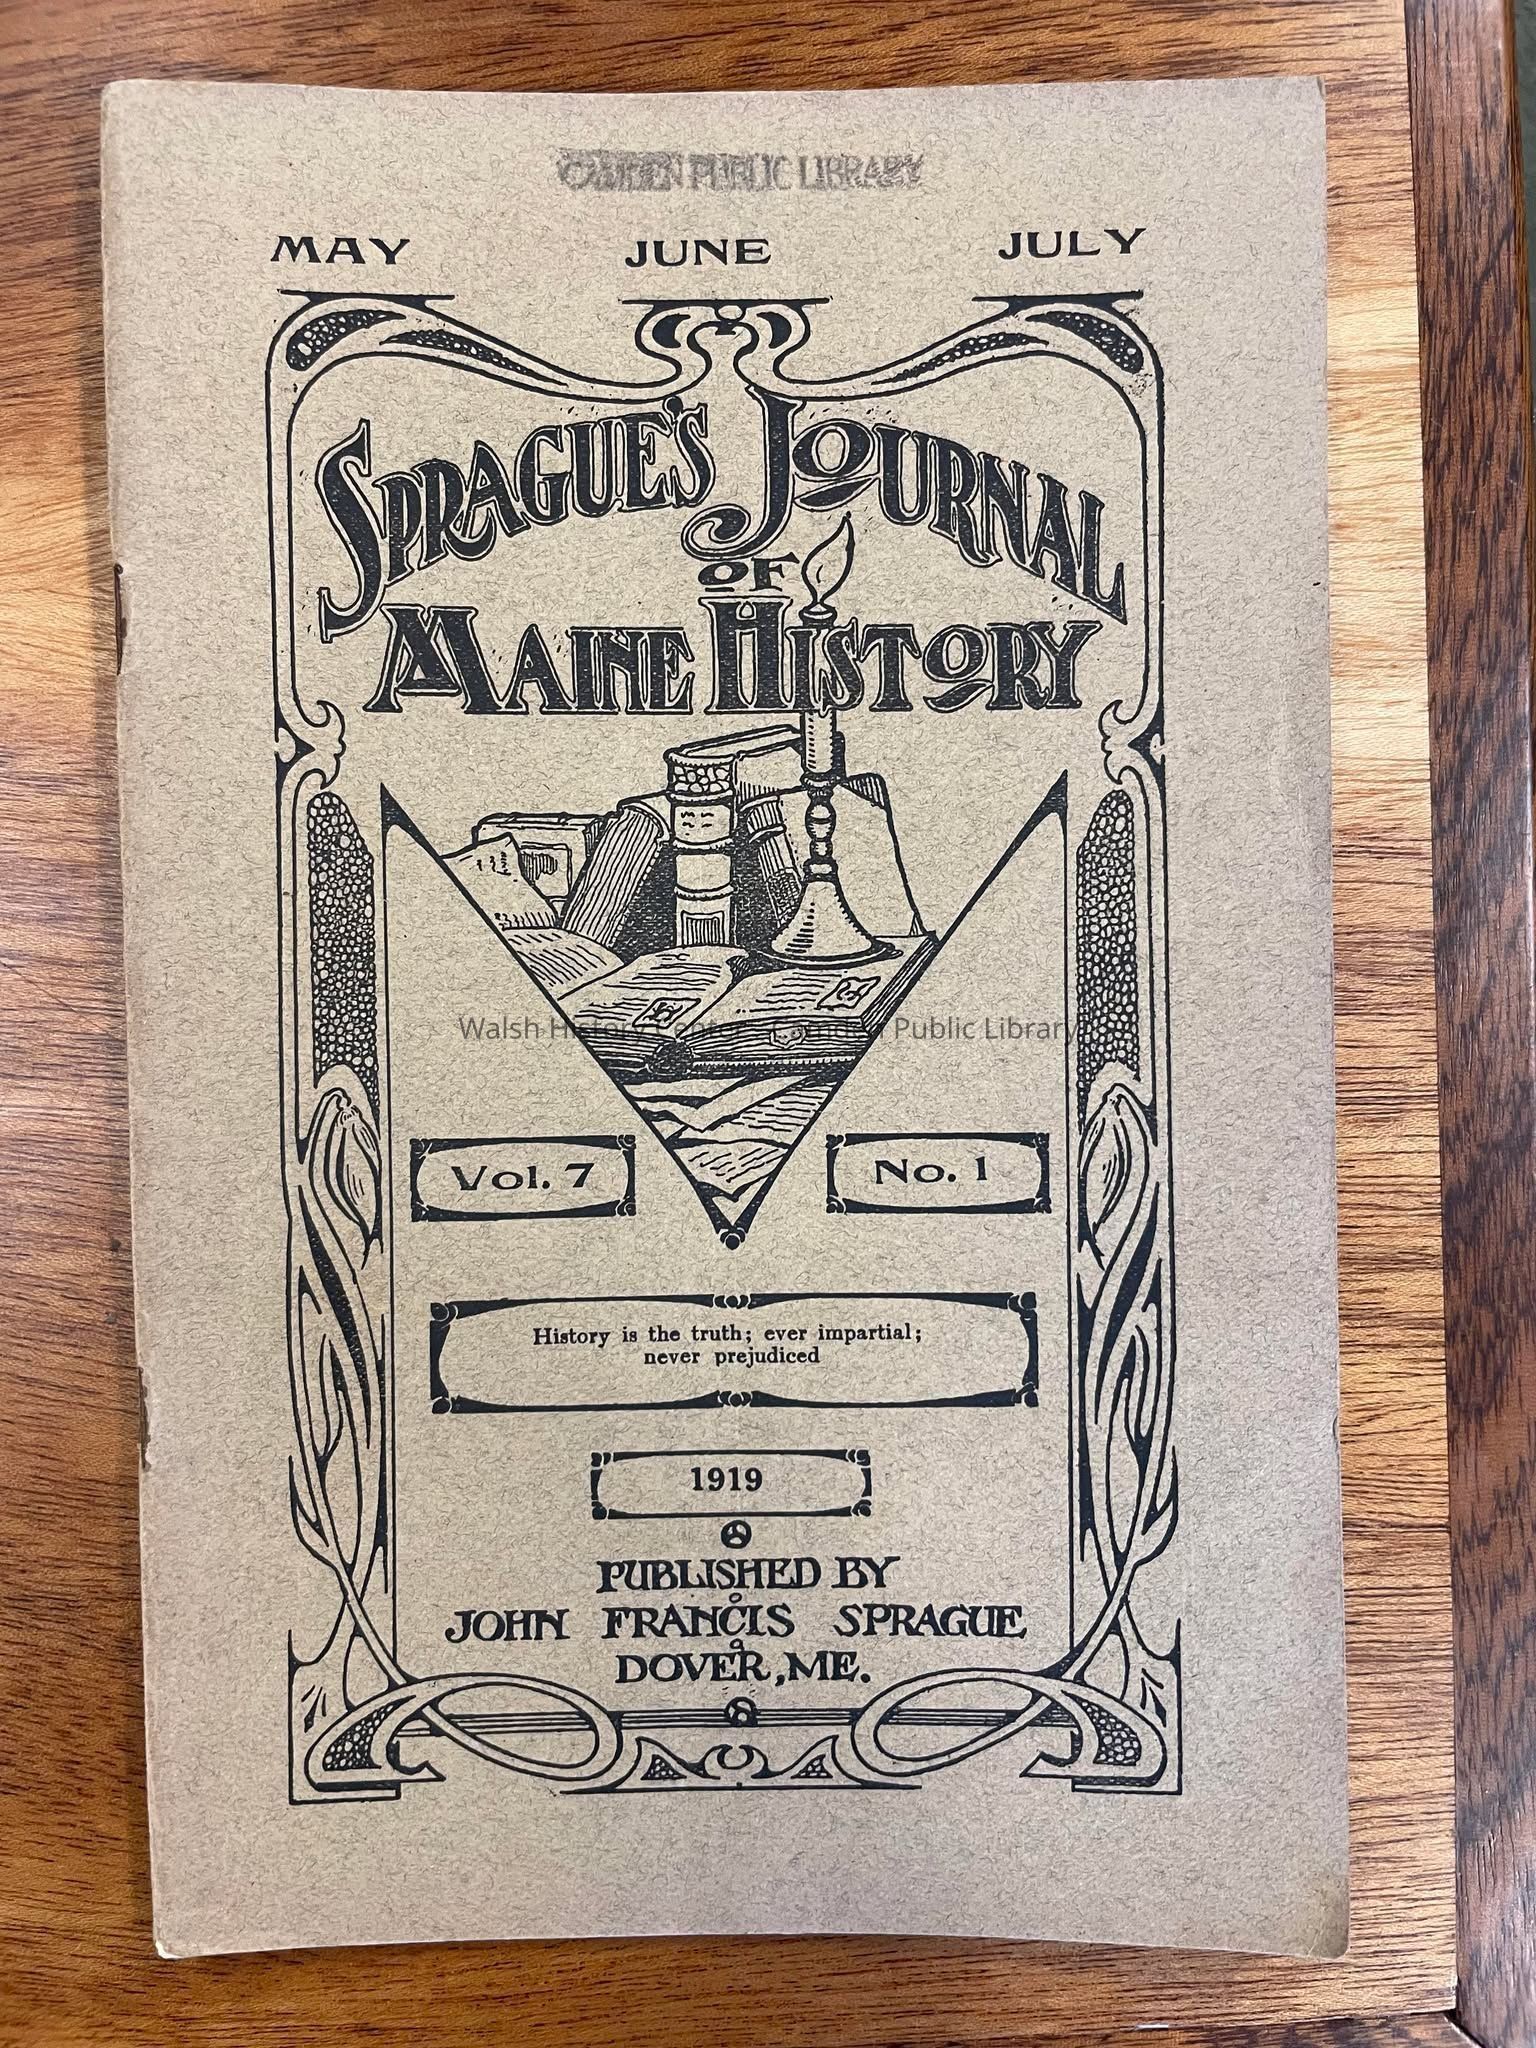 CAMDEN PUBLIC LIBRARY
MAY JUNE JULY
SPRAGUE'S JOURNAL
OF
MAINE HISTORY
Walsh History Center - Camden Public Library
Vol. 7 No. 1
History is the truth; ever impartial;
never prejudiced
1919
PUBLISHED BY
JOHN FRANCIS SPRAGUE
DOVER, ME.